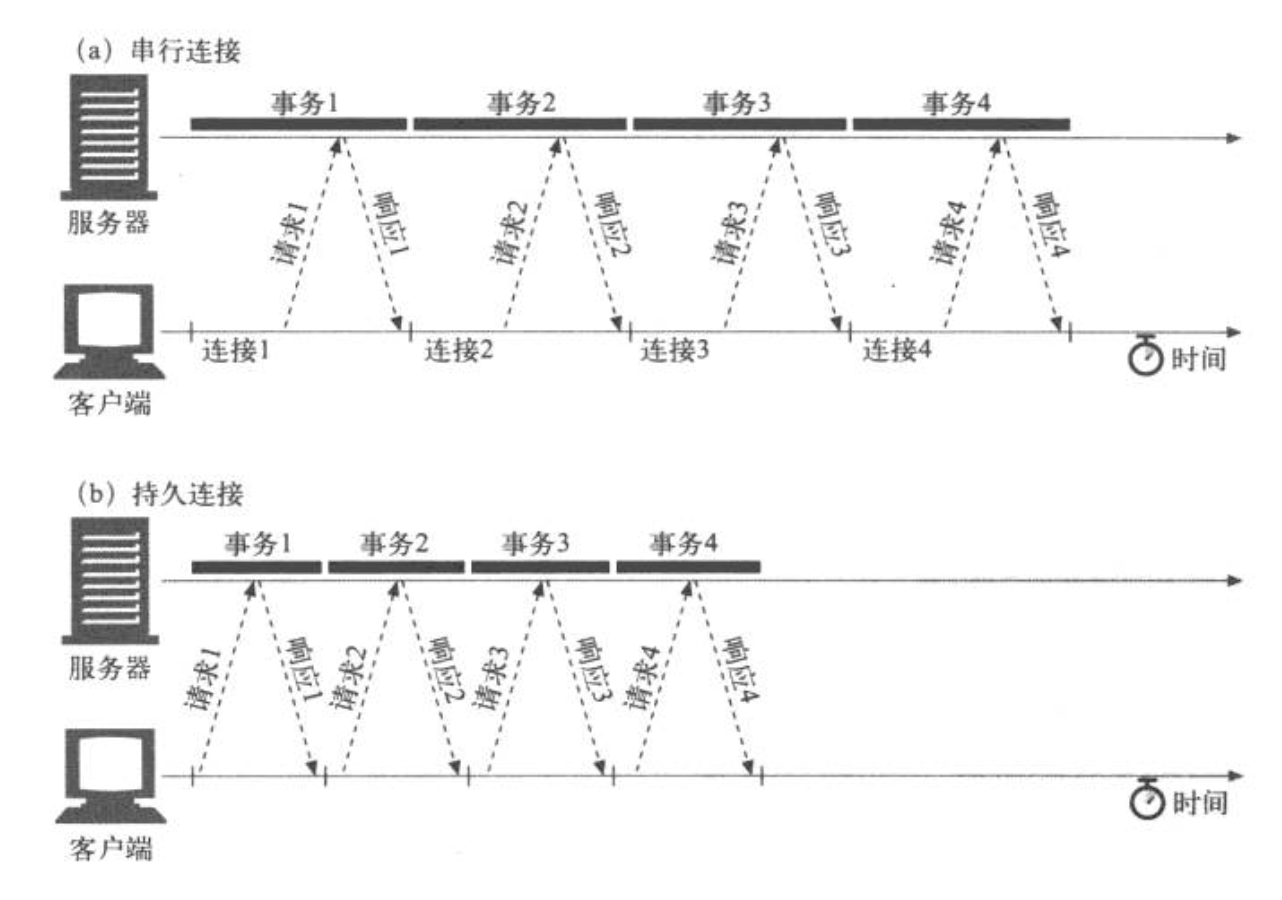 （a）串行连接
事务1 事务2 事务3 事务4
请求1 响应1 请求2 响应2 请求3 响应3 请求4 响应4
服务器
连接1 连接2 连接3 连接4
时间
客户端
（b）持久连接
事务1 事务2 事务3 事务4
请求1 响应1 请求2 响应2 请求3 响应3 请求4 响应4
服务器
时间
客户端